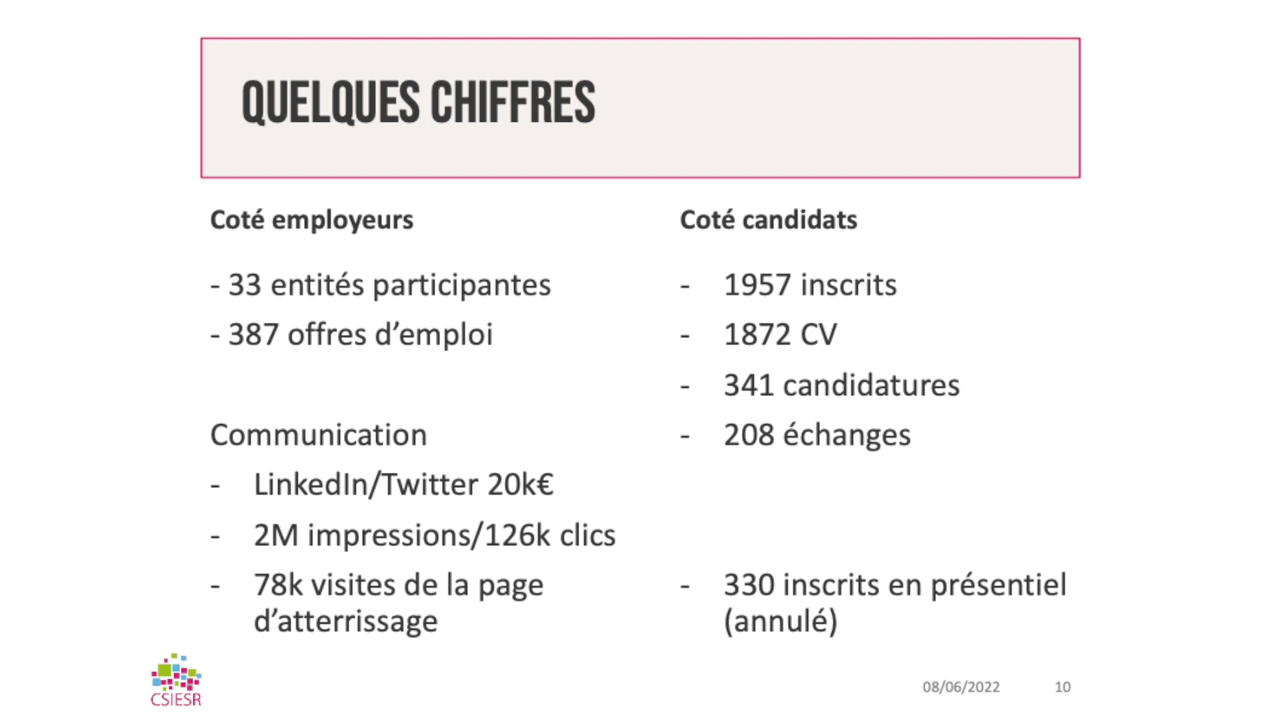 QUELQUES CHIFFRES
Coté employeurs
- 33 entités participantes
- 387 offres d’emploi
Communication
- LinkedIn/Twitter 20k€
- 2M impressions/126k clics
- 78k visites de la page
d’atterrissage
Coté candidats
- 1957 inscrits
- 1872 CV
- 341 candidatures
- 208 échanges
- 330 inscrits en présentiel
(annulé)
CSIESR
08/06/2022
10